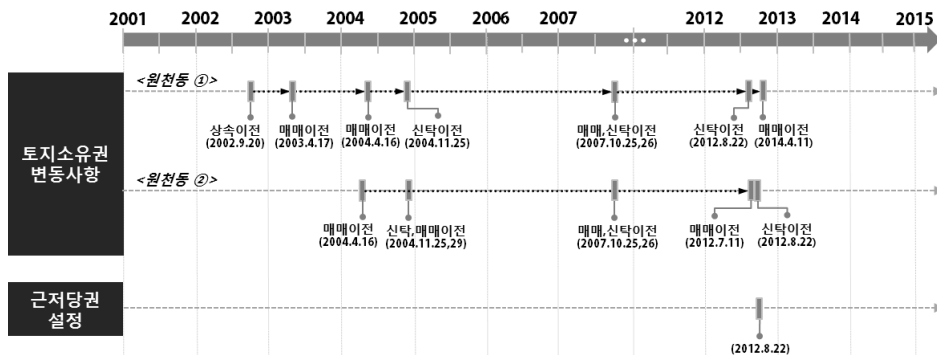 2001 2002 2003 2004 2005 2006 2007 2012 2013 2014 2015
토지소유권
변동사항
<원천동 ①>
상속이전
(2002.9.20)
매매이전
(2003.4.17)
매매이전
(2004.4.16)
신탁이전
(2004.11.25)
매매,신탁이전
(2007.10.25,26)
신탁이전
(2012.8.22)
매매이전
(2014.4.11)
<원천동 ②>
매매이전
(2004.4.16)
신탁,매매이전
(2004.11.25,29)
매매,신탁이전
(2007.10.25,26)
매매이전
(2012.7.11)
신탁이전
(2012.8.22)
근저당권
설정
(2012.8.22)